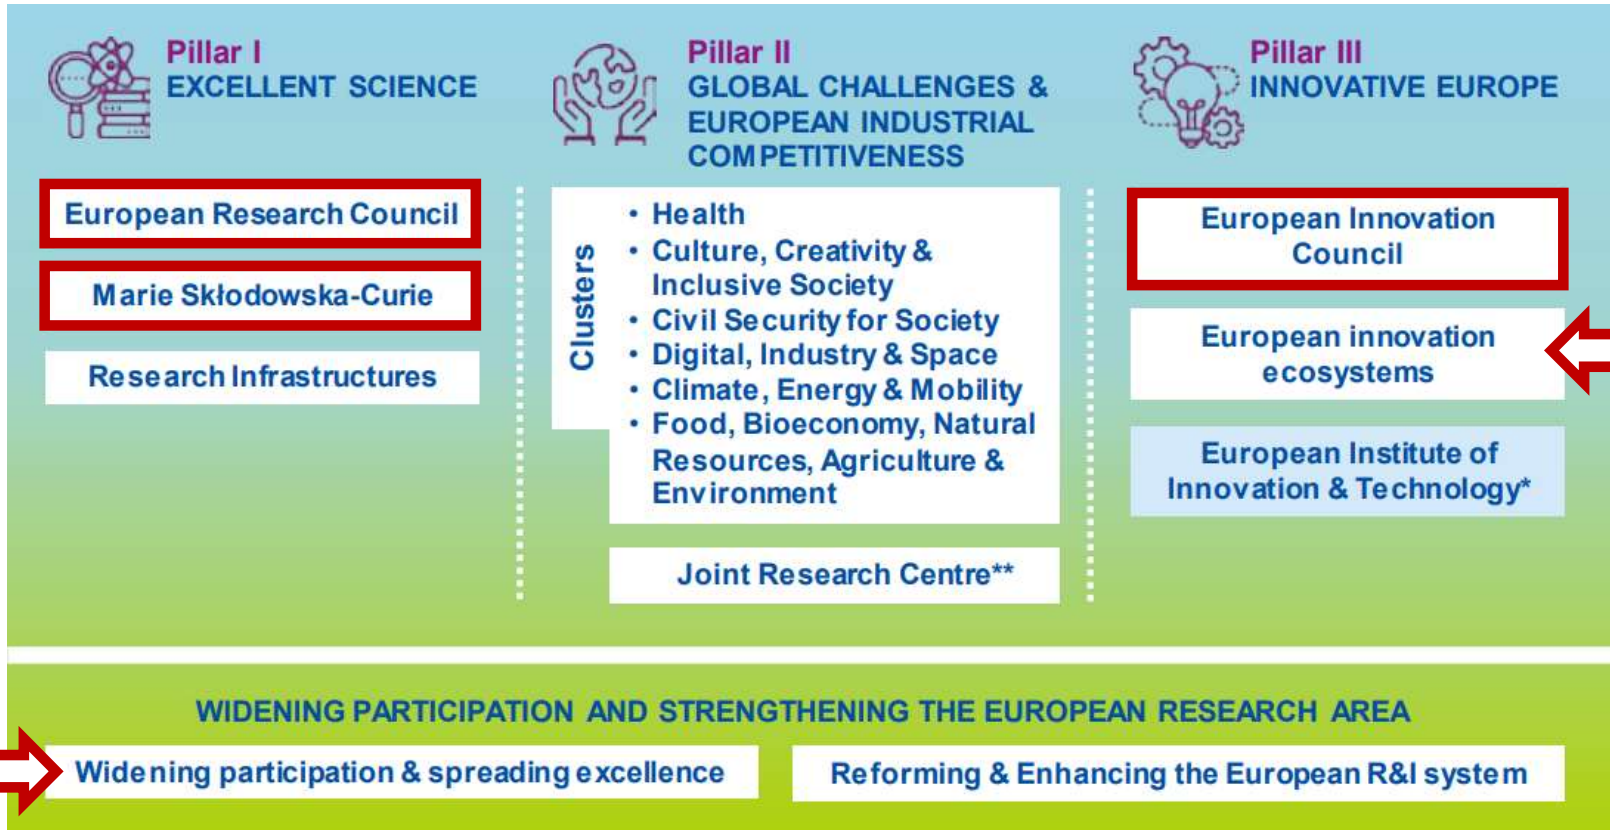 Pillar I
EXCELLENT SCIENCE
European Research Council
Marie Skłodowska-Curie
Research Infrastructures
Pillar II
GLOBAL CHALLENGES &
EUROPEAN INDUSTRIAL
COMPETITIVENESS
Clusters
• Health
• Culture, Creativity &
Inclusive Society
• Civil Security for Society
• Digital, Industry & Space
• Climate, Energy & Mobility
• Food, Bioeconomy, Natural
Resources, Agriculture &
Environment
Joint Research Centre**
Pillar III
INNOVATIVE EUROPE
European Innovation
Council
European innovation
ecosystems
European Institute of
Innovation & Technology*
WIDENING PARTICIPATION AND STRENGTHENING THE EUROPEAN RESEARCH AREA
Widening participation & spreading excellence
Reforming & Enhancing the European R&I system